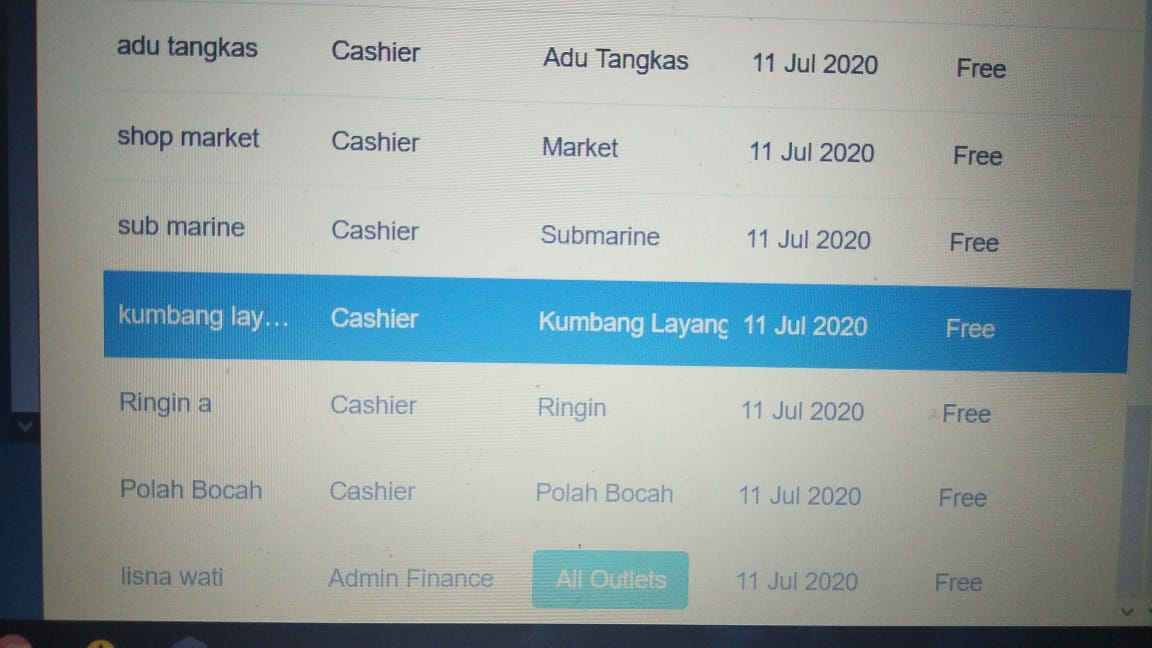 adu tangkas Cashier Adu Tangkas 11 Jul 2020 Free
shop market Cashier Market 11 Jul 2020 Free
sub marine Cashier Submarine 11 Jul 2020 Free
kumbang lay... Cashier Kumbang Layang 11 Jul 2020 Free
Ringin a Cashier Ringin 11 Jul 2020 Free
Polah Bocah Cashier Polah Bocah 11 Jul 2020 Free
lisna wati Admin Finance All Outlets 11 Jul 2020 Free